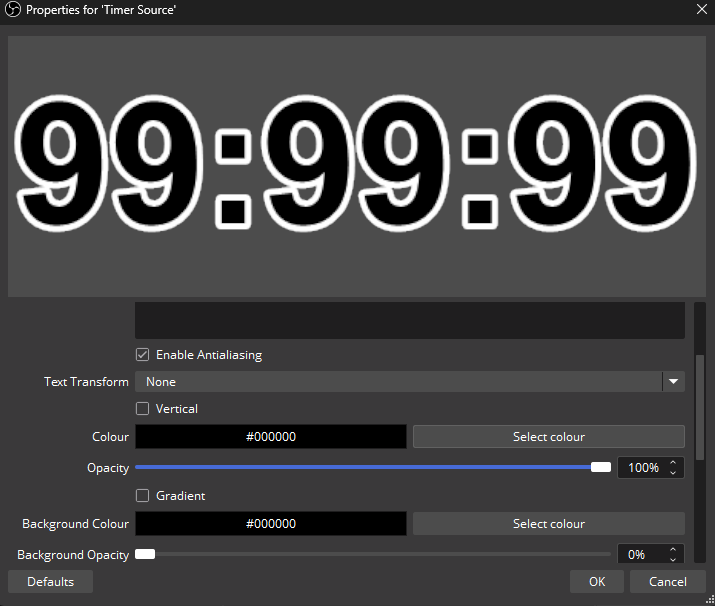 Properties for 'Timer Source'
99:99:99
Enable Antialiasing
Text Transform None
Vertical
Colour #000000 Select colour
Opacity 100%
Gradient
Background Colour #000000 Select colour
Background Opacity 0%
Defaults OK Cancel